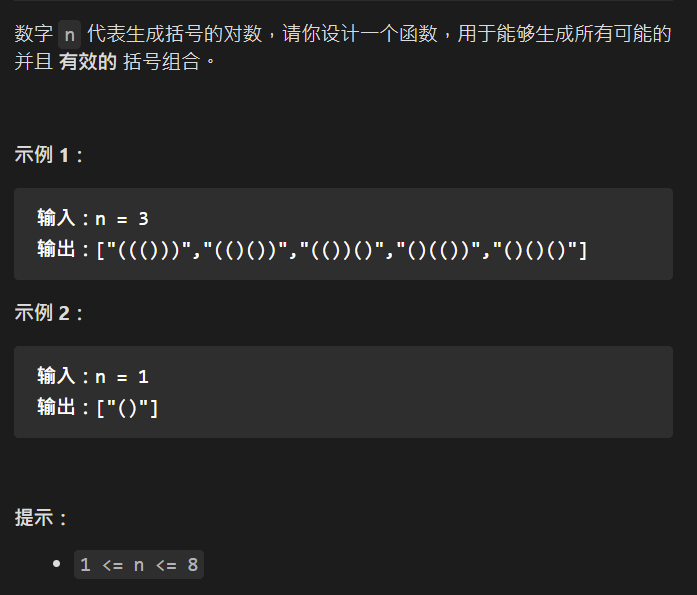 数字 n 代表生成括号的对数，请你设计一个函数，用于能够生成所有可能的
并且 有效的 括号组合。
示例 1：
输入：n = 3
输出：["((()))","(()())","(())()","()(())","()()()"]
示例 2：
输入：n = 1
输出：["()"]
提示：
• 1 <= n <= 8